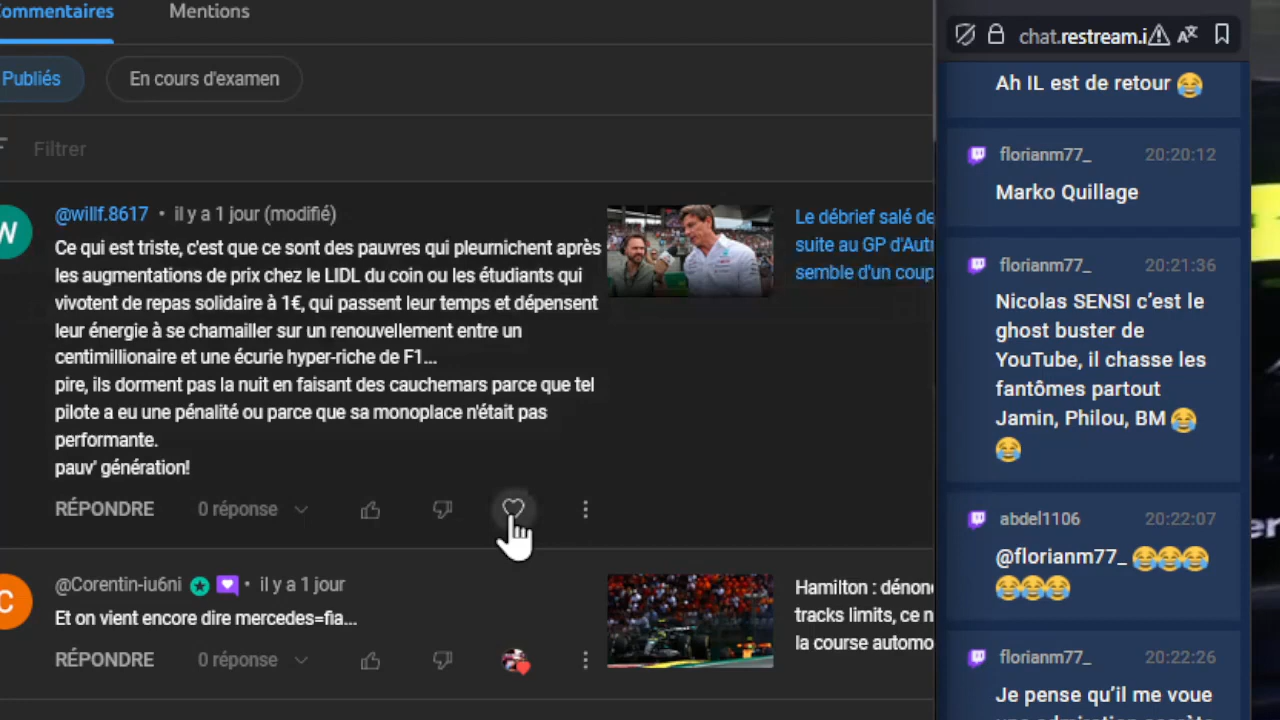 Commentaires
Mentions
Publiés
En cours d'examen
Filtrer
W
@willf.8617 • il y a 1 jour (modifié)
Ce qui est triste, c'est que ce sont des pauvres qui pleurnichent après
les augmentations de prix chez le LIDL du coin ou les étudiants qui
vivotent de repas solidaire à 1€, qui passent leur temps et dépensent
leur énergie à se chamailler sur un renouvellement entre un
centimillionaire et une écurie hyper-riche de F1...
pire, ils dorment pas la nuit en faisant des cauchemars parce que tel
pilote a eu une pénalité ou parce que sa monoplace n'était pas
performante.
pauv' génération!
RÉPONDRE
0 réponse
Le débrief salé de
suite au GP d'Autr
semble d'un coup
C
@Corentin-iu6ni • il y a 1 jour
Et on vient encore dire mercedes=fia...
RÉPONDRE
0 réponse
Hamilton : dénon
tracks limits, ce n
la course automo
chat.restream.i
Ah IL est de retour 😂
florianm77_ 20:20:12
Marko Quillage
florianm77_ 20:21:36
Nicolas SENSI c’est le
ghost buster de
YouTube, il chasse les
fantômes partout
Jamin, Philou, BM 😂
😂
abdel1106 20:22:07
@florianm77_ 😂😂😂
😂😂😂
florianm77_ 20:22:26
Je pense qu’il me voue